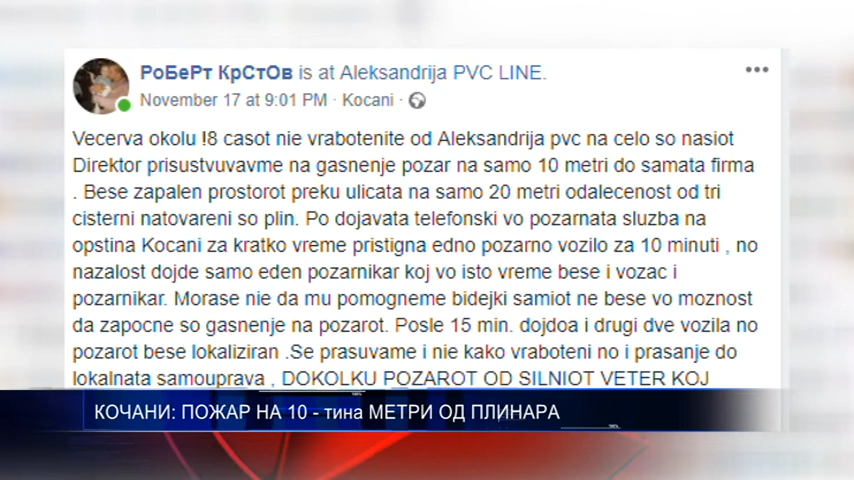 РоБеРт КрСтОв is at Aleksandrija PVC LINE.
November 17 at 9:01 PM · Kocani ·
Vecerva okolu !8 casot nie vrabotenite od Aleksandrija pvc na celo so nasiot
Direktor prisustvuvavme na gasnenje pozar na samo 10 metri do samata firma
. Bese zapalen prostorot preku ulicata na samo 20 metri odalecenost od tri
cisterni natovareni so plin. Po dojavata telefonski vo pozarnata sluzba na
opstina Kocani za kratko vreme pristigna edno pozarno vozilo za 10 minuti , no
nazalost dojde samo eden pozarnikar koj vo isto vreme bese i vozac i
pozarnikar. Morase nie da mu pomogneme bidejki samiot ne bese vo moznost
da zapocne so gasnenje na pozarot. Posle 15 min. dojdoa i drugi dve vozila no
pozarot bese lokaliziran .Se prasuvame i nie kako vraboteni no i prasanje do
lokalnata samouprava , DOKOLKU POZAROT OD SILNIOT VETER KOJ
КОЧАНИ: ПОЖАР НА 10 - тина МЕТРИ ОД ПЛИНАРА